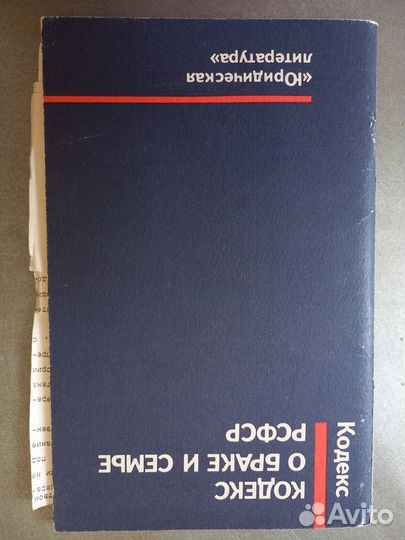 Кодекс
КОДЕКС
О БРАКЕ И СЕМЬЕ
РСФСР
«Юридическая
литература»
Avito